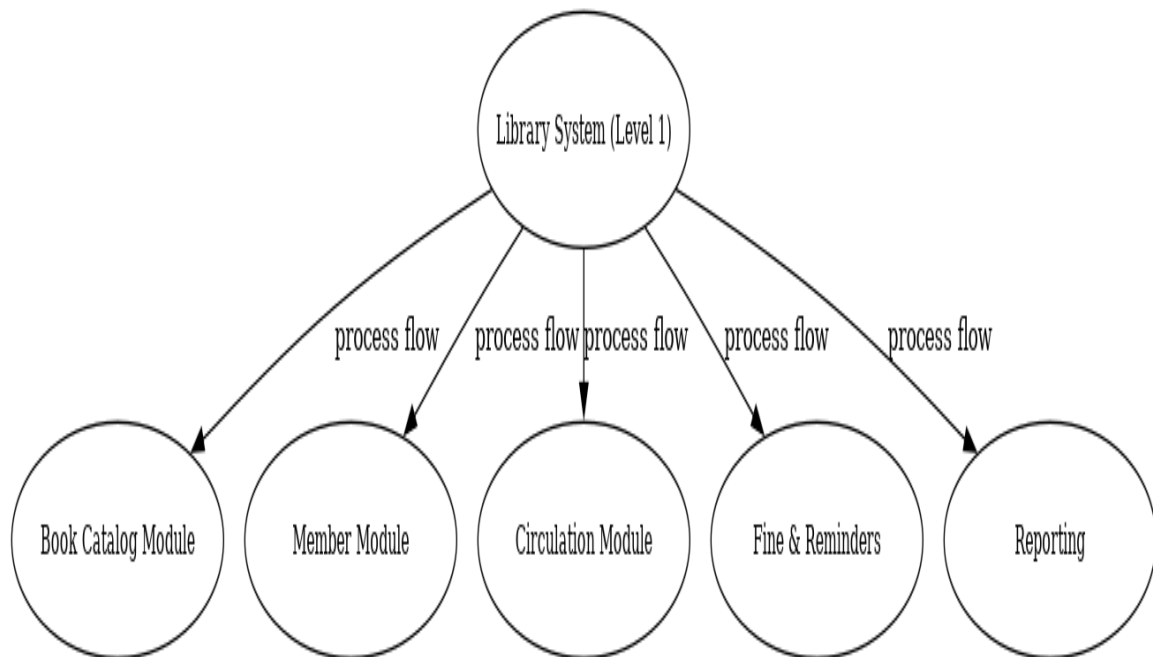 Library System (Level 1)
process flow
process flow
process flow
process flow
process flow
Book Catalog Module
Member Module
Circulation Module
Fine & Reminders
Reporting